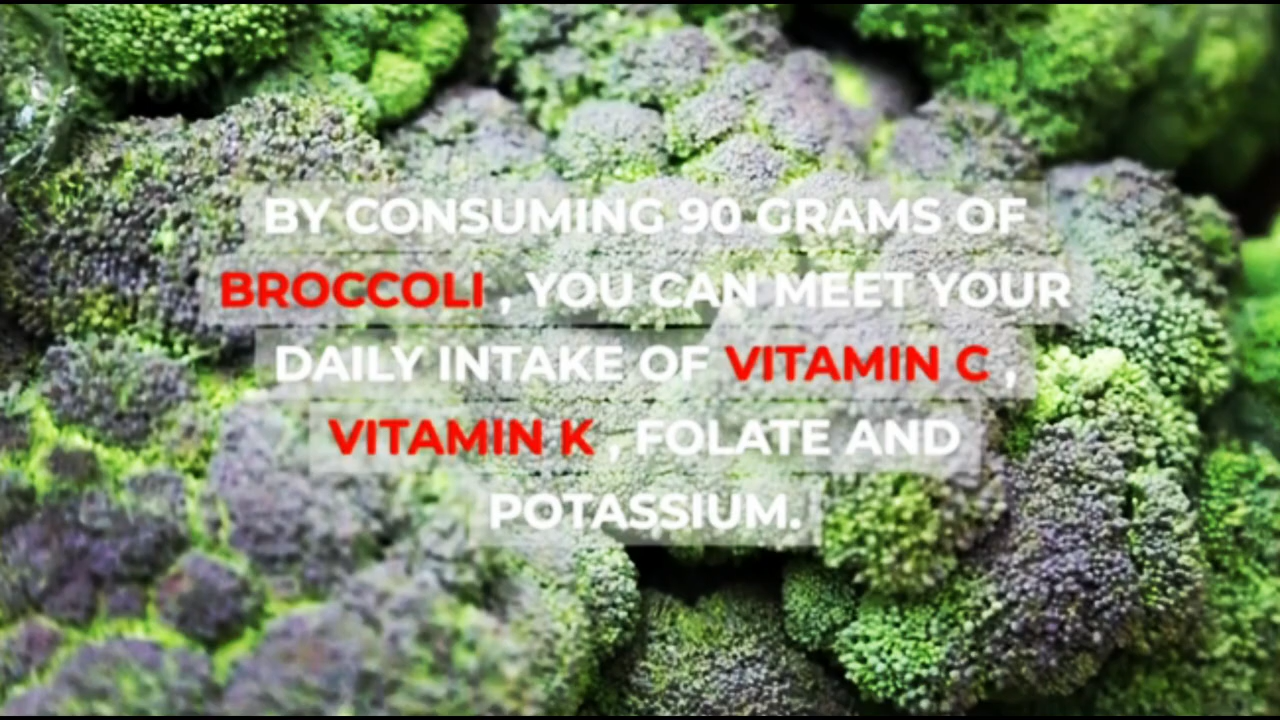 BY CONSUMING 90 GRAMS OF
BROCCOLI , YOU CAN MEET YOUR
DAILY INTAKE OF VITAMIN C ,
VITAMIN K , FOLATE AND
POTASSIUM.